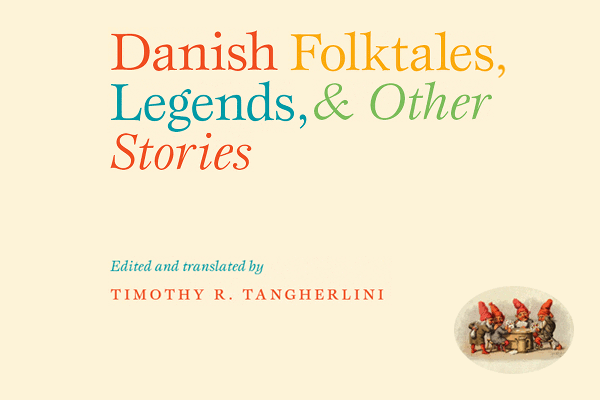 Danish Folktales,
Legends, & Other
Stories
Edited and translated by
TIMOTHY R. TANGHERLINI